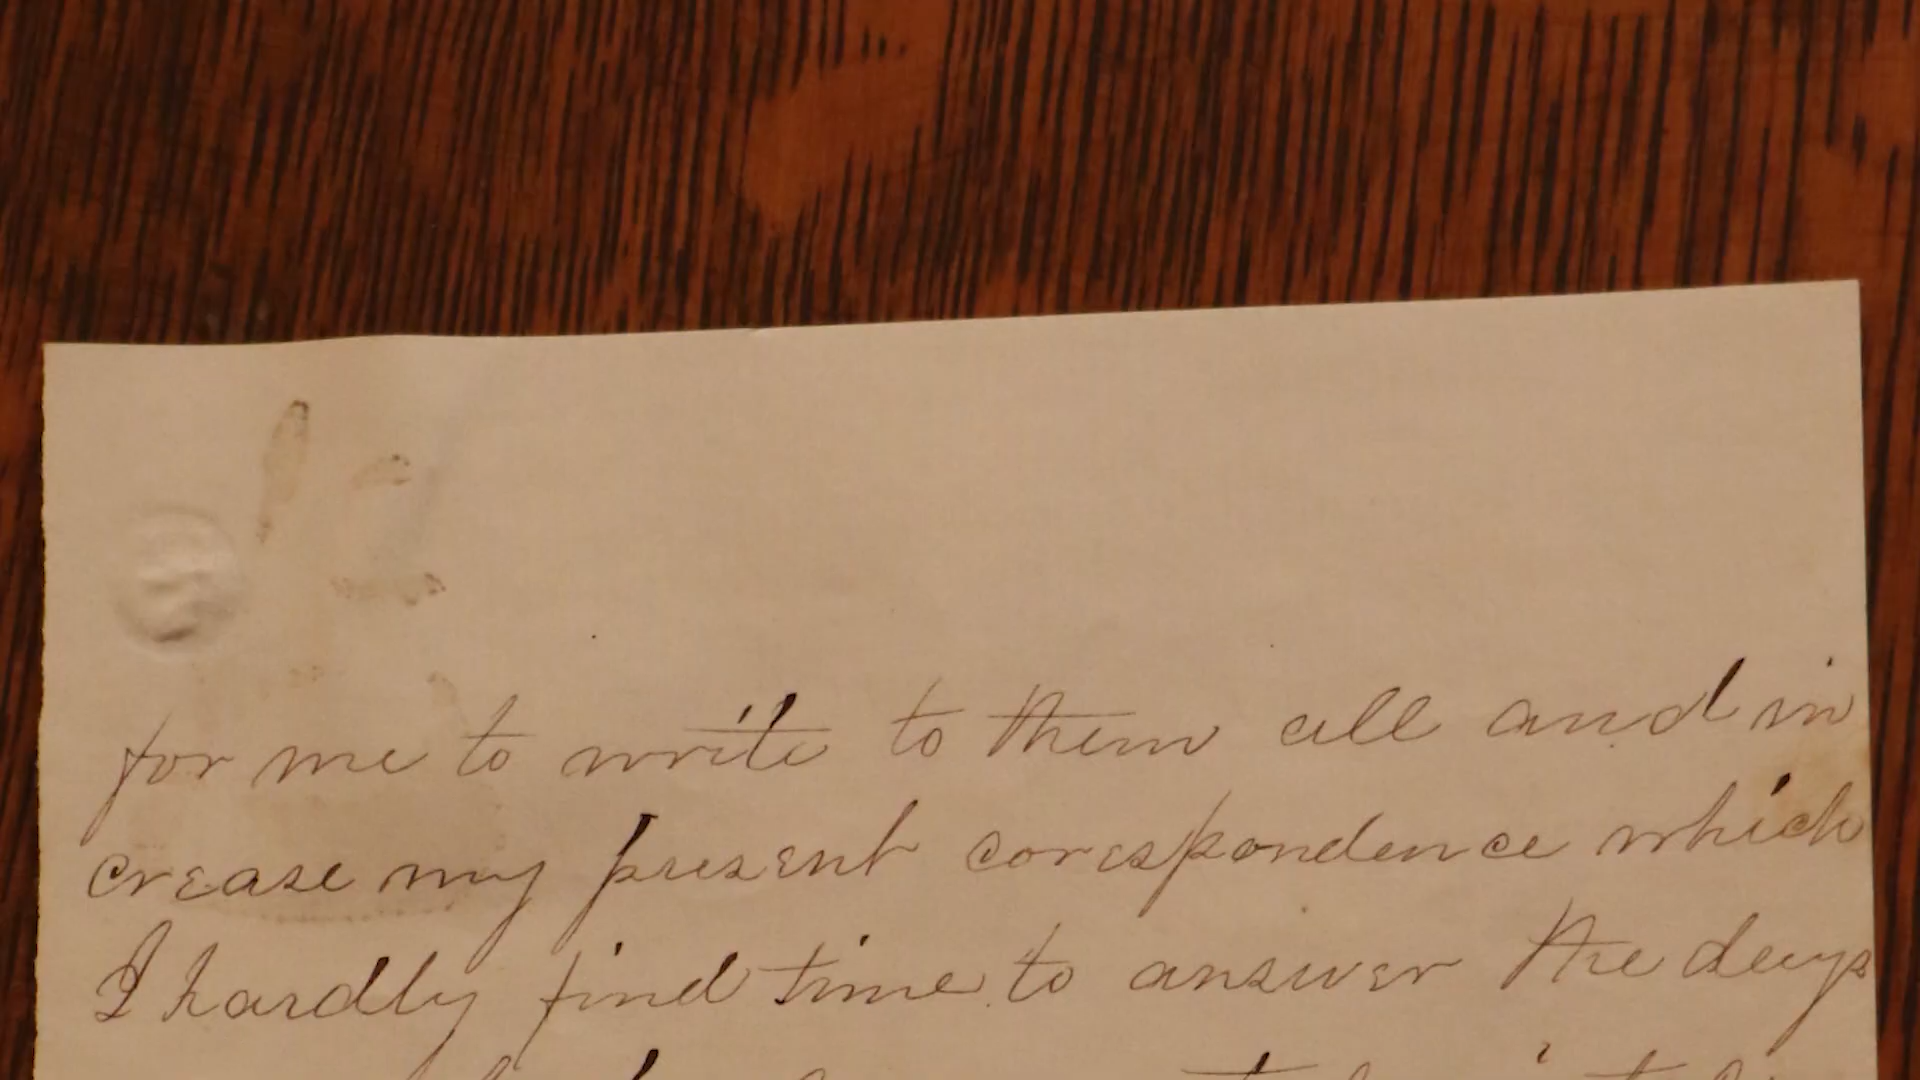 for me to write to them all and in
crease my present corespondence which
I hardly find time to answer the days